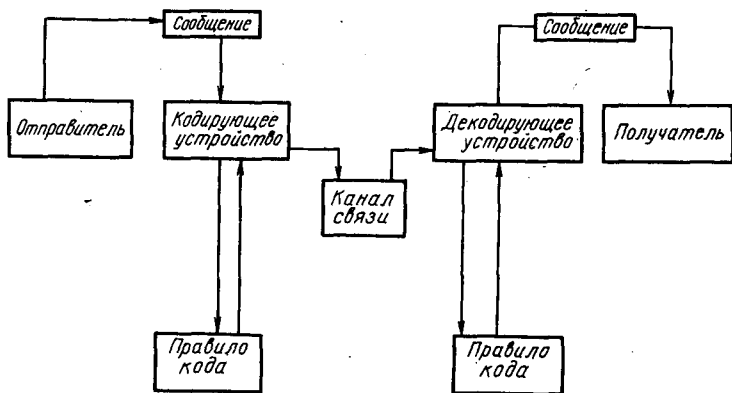 Сообщение
Сообщение
Отправитель
Кодирующее
устройство
Декодирующее
устройство
Получатель
Канал
связи
Правило
кода
Правило
кода